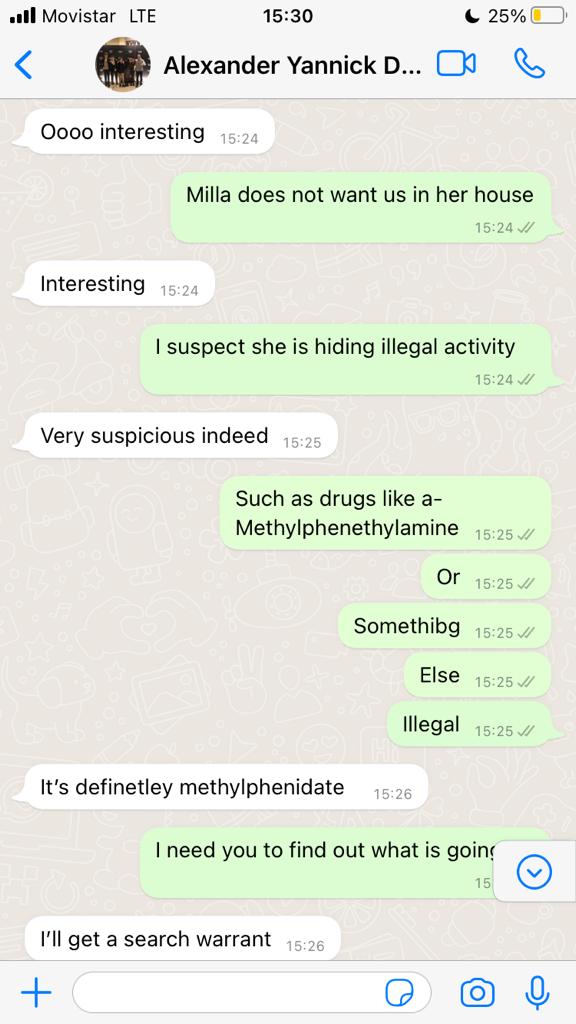 Movistar LTE 15:30 25%
Alexander Yannick D...
Oooo interesting 15:24
Milla does not want us in her house
15:24
Interesting 15:24
I suspect she is hiding illegal activity
15:24
Very suspicious indeed 15:25
Such as drugs like a-
Methylphenethylamine 15:25
Or 15:25
Somethibg 15:25
Else 15:25
Illegal 15:25
It's definetley methylphenidate 15:26
I need you to find out what is going
15
I'll get a search warrant 15:26